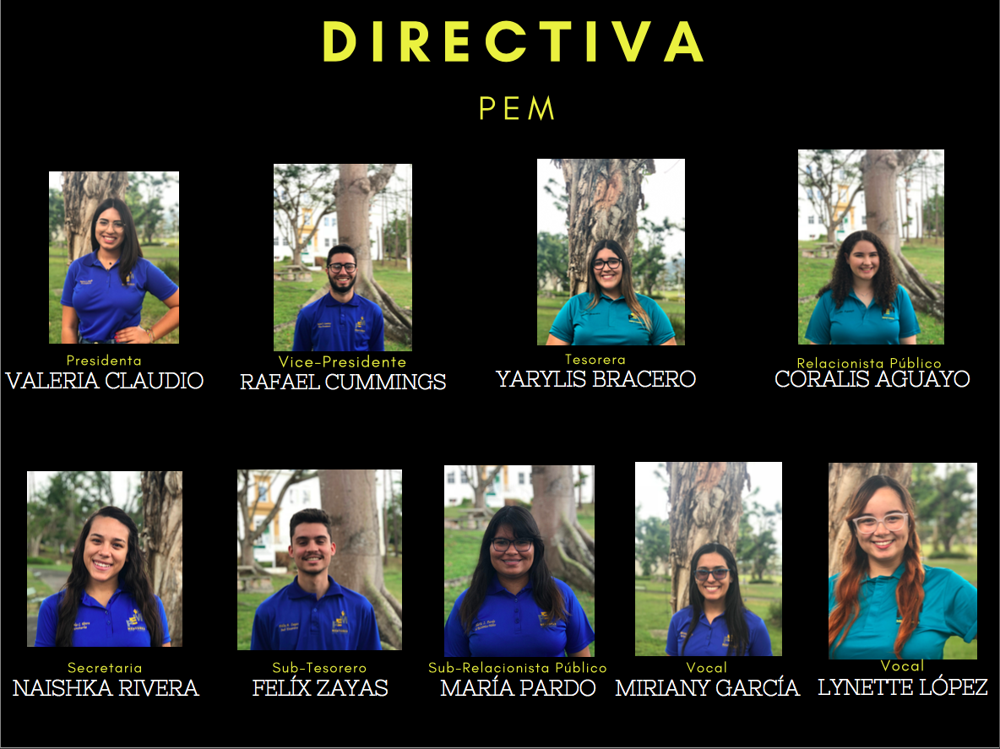 DIRECTIVA
PEM
Presidenta
VALERIA CLAUDIO
Vice-Presidente
RAFAEL CUMMINGS
Tesorera
YARYLIS BRACERO
Relacionista Público
CORALIS AGUAYO
Secretaria
NAISHKA RIVERA
Sub-Tesorero
FELÍX ZAYAS
Sub-Relacionista Público
MARÍA PARDO
Vocal
MIRIANY GARCÍA
Vocal
LYNETTE LÓPEZ